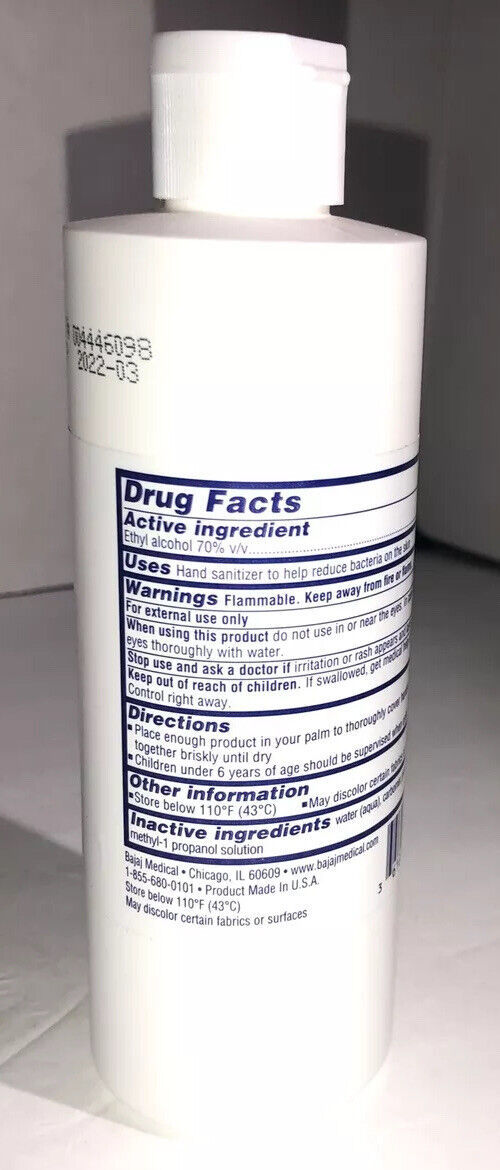 004446098
2022-03
Drug Facts
Active ingredient
Ethyl alcohol 70% v/v
Uses Hand sanitizer to help reduce bacteria on the skin.
Warnings Flammable. Keep away from fire or flame.
For external use only
When using this product do not use in or near the eyes. In
eyes thoroughly with water.
Stop use and ask a doctor if irritation or rash appears and
Keep out of reach of children. If swallowed, get medical
Control right away.
Directions
▪Place enough product in your palm to thoroughly cover
together briskly until dry
▪Children under 6 years of age should be supervised when
Other information
▪Store below 110°F (43°C) ▪May discolor certain fabrics
Inactive ingredients water (aqua),
methyl-1 propanol solution
Bajaj Medical • Chicago, IL 60609 • www.bajajmedical.com
1-855-680-0101 • Product Made In U.S.A.
Store below 110°F (43°C)
May discolor certain fabrics or surfaces
3